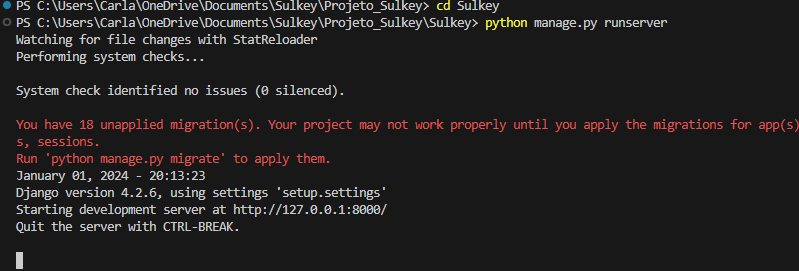 PS C:\Users\Carla\OneDrive\Documents\Sulkey\Projeto_Sulkey> cd Sulkey
PS C:\Users\Carla\OneDrive\Documents\Sulkey\Projeto_Sulkey\Sulkey> python manage.py runserver
Watching for file changes with StatReloader
Performing system checks...
System check identified no issues (0 silenced).
You have 18 unapplied migration(s). Your project may not work properly until you apply the migrations for app(s)
s, sessions.
Run 'python manage.py migrate' to apply them.
January 01, 2024 - 20:13:23
Django version 4.2.6, using settings 'setup.settings'
Starting development server at http://127.0.0.1:8000/
Quit the server with CTRL-BREAK.